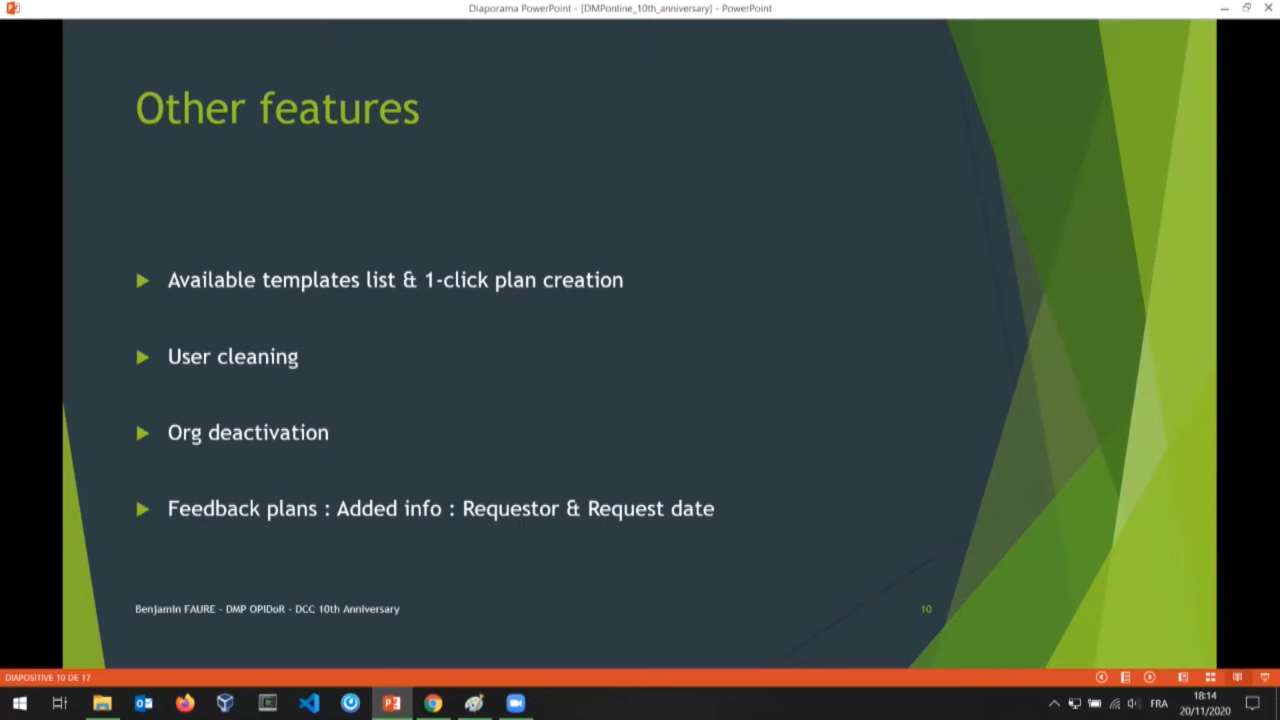 Diaporama PowerPoint - [DMPonline_10th_anniversary] - PowerPoint
Other features
Available templates list & 1-click plan creation
User cleaning
Org deactivation
Feedback plans : Added info : Requestor & Request date
Benjamin FAURE - DMP OPIDoR - DCC 10th Anniversary
10
DIAPOSITIVE 10 DE 17
FRA
18:14
20/11/2020